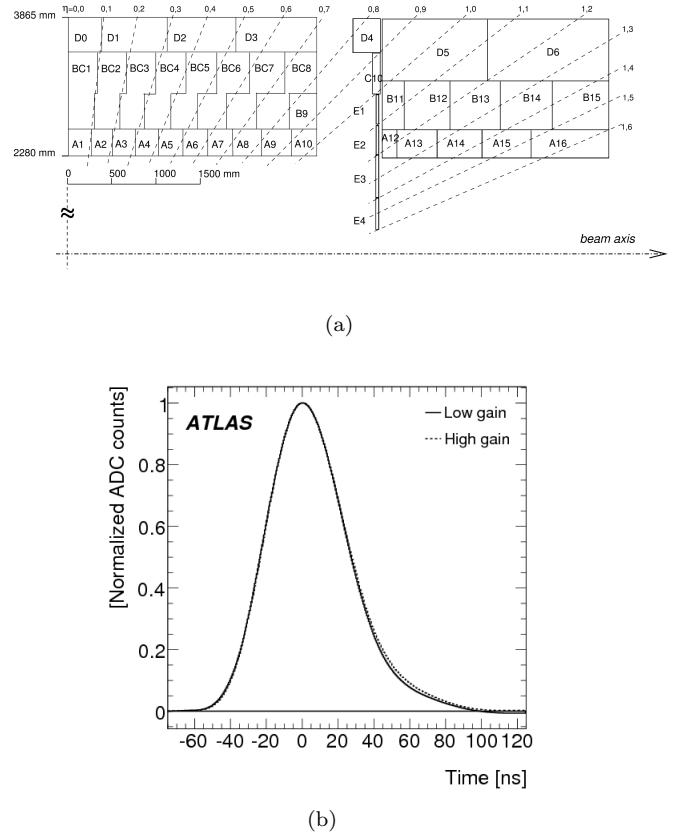 3865 mm η=0,0 0,1 0,2 0,3 0,4 0,5 0,6 0,7 0,8 0,9 1,0 1,1 1,2
D0 D1 D2 D3 D4 D5 D6 1,3
BC1 BC2 BC3 BC4 BC5 BC6 BC7 BC8 C10 1,4
E1 B9 B11 B12 B13 B14 B15 1,5
1,6
2280 mm A1 A2 A3 A4 A5 A6 A7 A8 A9 A10 E2 A12 A13 A14 A15 A16
0 500 1000 1500 mm
E3
E4
beam axis
(a)
[Normalized ADC counts]
ATLAS
Low gain
High gain
1
0.8
0.6
0.4
0.2
0
-60 -40 -20 0 20 40 60 80 100 120
Time [ns]
(b)